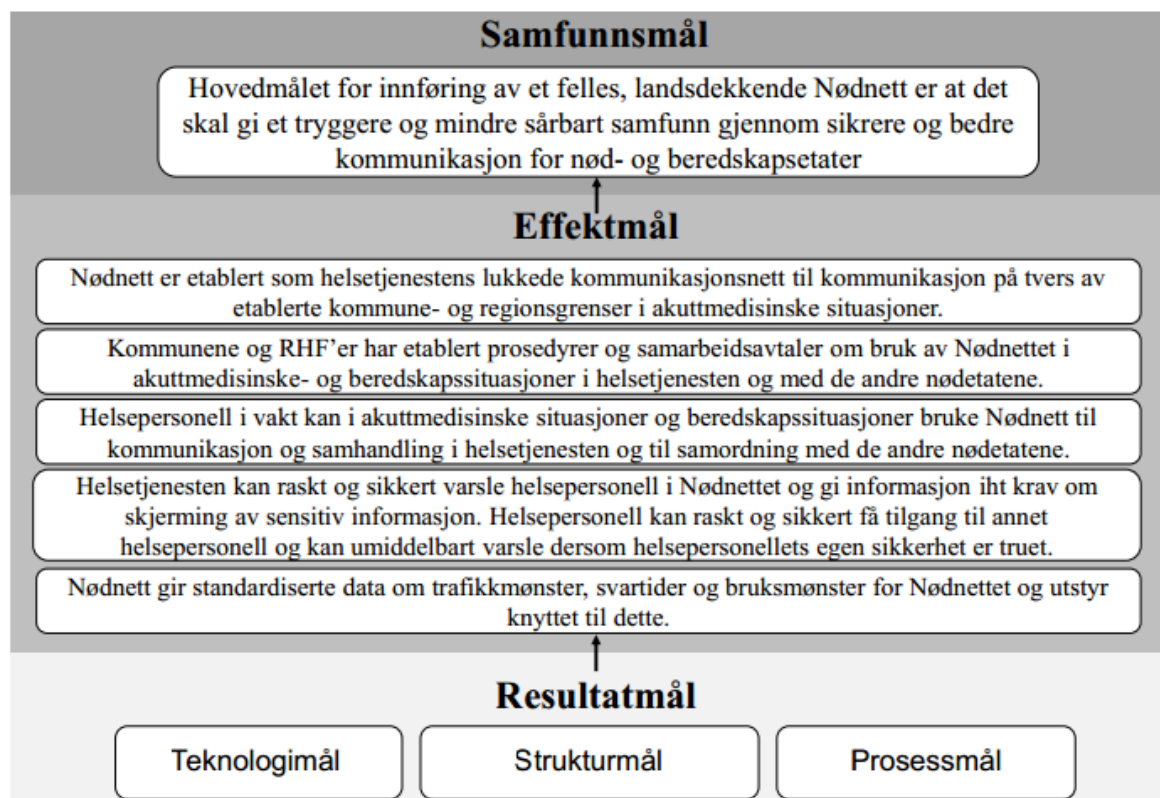 Samfunnsmål
Hovedmålet for innføring av et felles, landsdekkende Nødnett er at det
skal gi et tryggere og mindre sårbart samfunn gjennom sikrere og bedre
kommunikasjon for nød- og beredskapsetater
Effektmål
Nødnett er etablert som helsetjenestens lukkede kommunikasjonsnett til kommunikasjon på tvers av
etablerte kommune- og regionsgrenser i akuttmedisinske situasjoner.
Kommunene og RHF’er har etablert prosedyrer og samarbeidsavtaler om bruk av Nødnettet i
akuttmedisinske- og beredskapssituasjoner i helsetjenesten og med de andre nødetatene.
Helsepersonell i vakt kan i akuttmedisinske situasjoner og beredskapssituasjoner bruke Nødnett til
kommunikasjon og samhandling i helsetjenesten og til samordning med de andre nødetatene.
Helsetjenesten kan raskt og sikkert varsle helsepersonell i Nødnettet og gi informasjon iht krav om
skjerming av sensitiv informasjon. Helsepersonell kan raskt og sikkert få tilgang til annet
helsepersonell og kan umiddelbart varsle dersom helsepersonellets egen sikkerhet er truet.
Nødnett gir standardiserte data om trafikkmønster, svartider og bruksmønster for Nødnettet og utstyr
knyttet til dette.
Resultatmål
Teknologimål
Strukturmål
Prosessmål